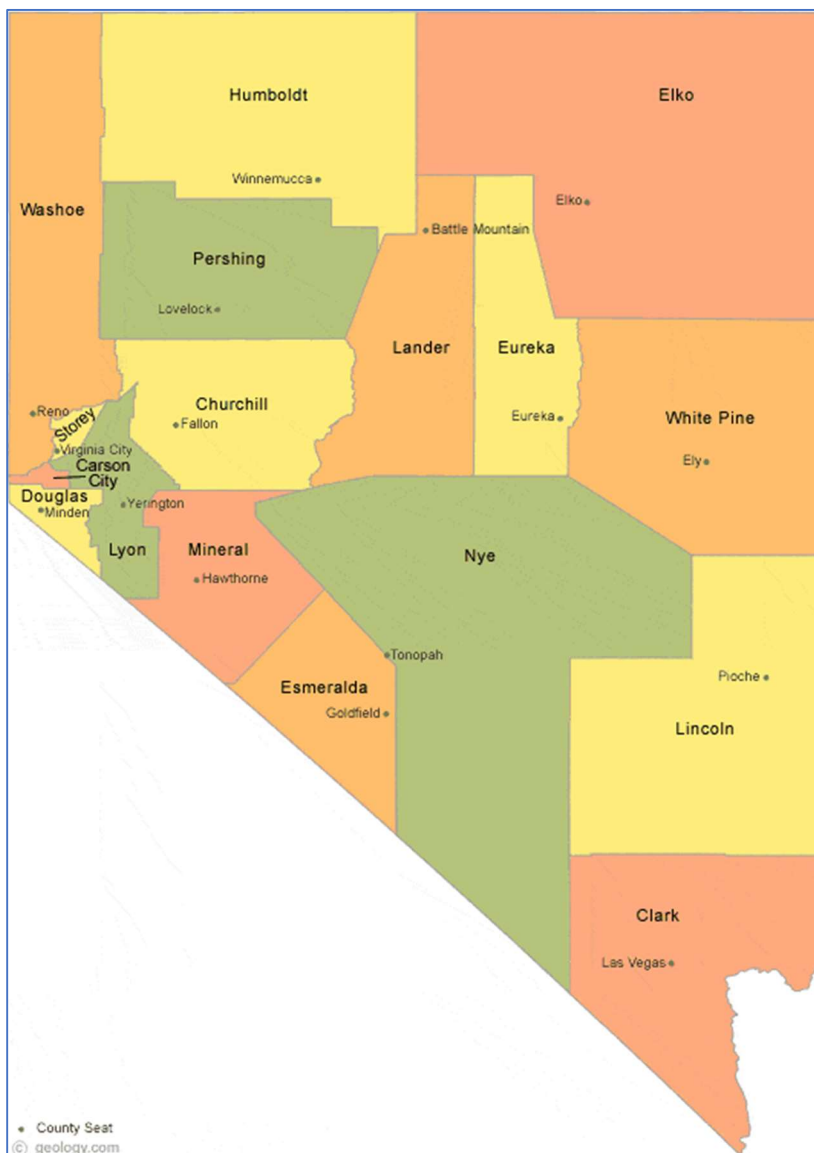 Humboldt
Elko
Winnemucca
Elko
Washoe
Battle Mountain
Pershing
Lovelock
Lander
Eureka
Churchill
Reno
Storey
Fallon
Eureka
White Pine
Virginia City
Ely
Carson
City
Douglas
Minden
Yerington
Lyon
Mineral
Nye
Hawthorne
Tonopah
Pioche
Esmeralda
Goldfield
Lincoln
Clark
Las Vegas
County Seat
© geology.com